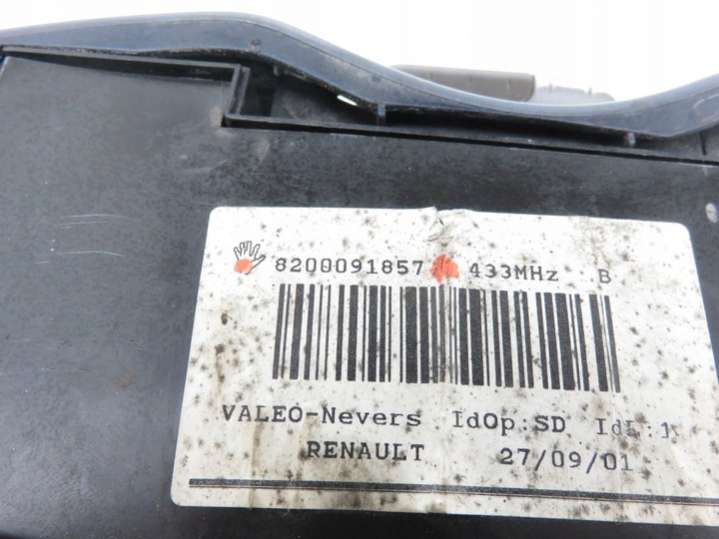 8200091857 433MHz B
VALEO-Nevers IdOp:SD
RENAULT 27/09/01